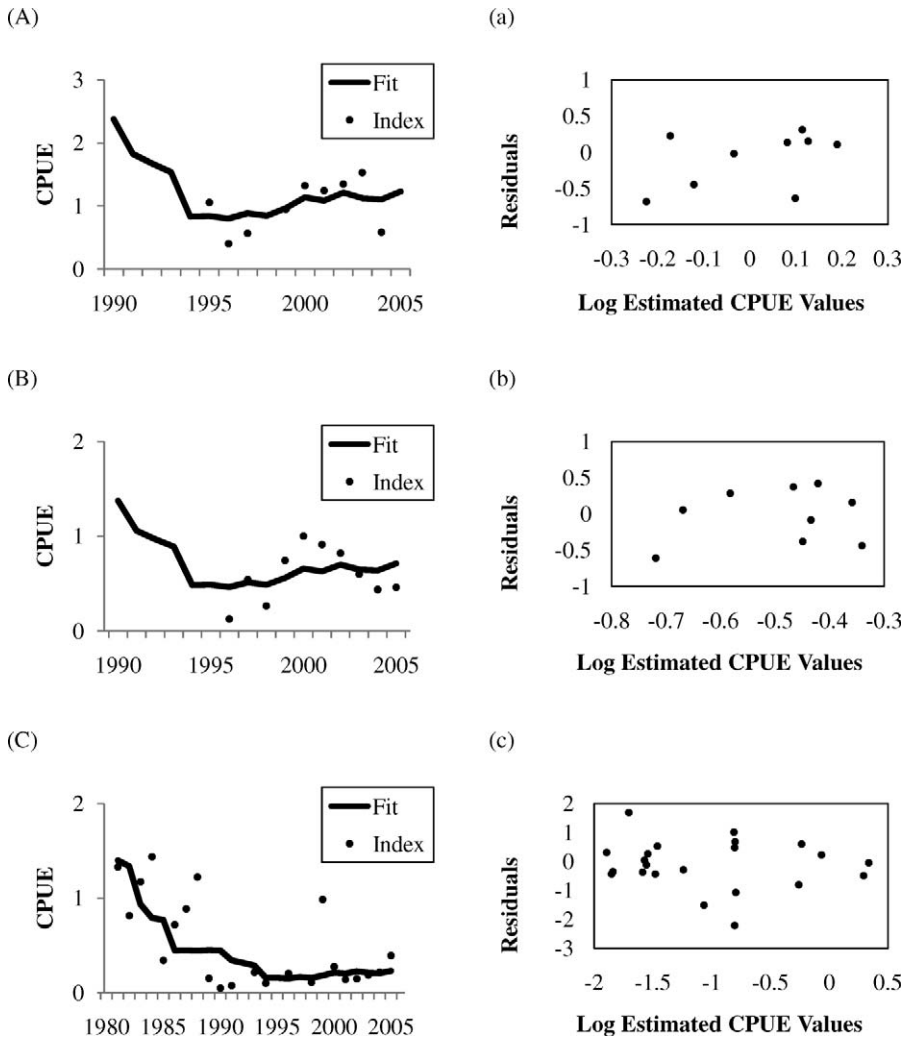 (A)
CPUE
3
2
1
0
Fit
Index
1990 1995 2000 2005
(a)
Residuals
1
0.5
0
-0.5
-1
-0.3 -0.2 -0.1 0 0.1 0.2 0.3
Log Estimated CPUE Values
(B)
CPUE
2
1
0
Fit
Index
1990 1995 2000 2005
(b)
Residuals
1
0.5
0
-0.5
-1
-0.8 -0.7 -0.6 -0.5 -0.4 -0.3
Log Estimated CPUE Values
(C)
CPUE
2
1
0
Fit
Index
1980 1985 1990 1995 2000 2005
(c)
Residuals
2
1
0
-1
-2
-3
-2 -1.5 -1 -0.5 0 0.5
Log Estimated CPUE Values